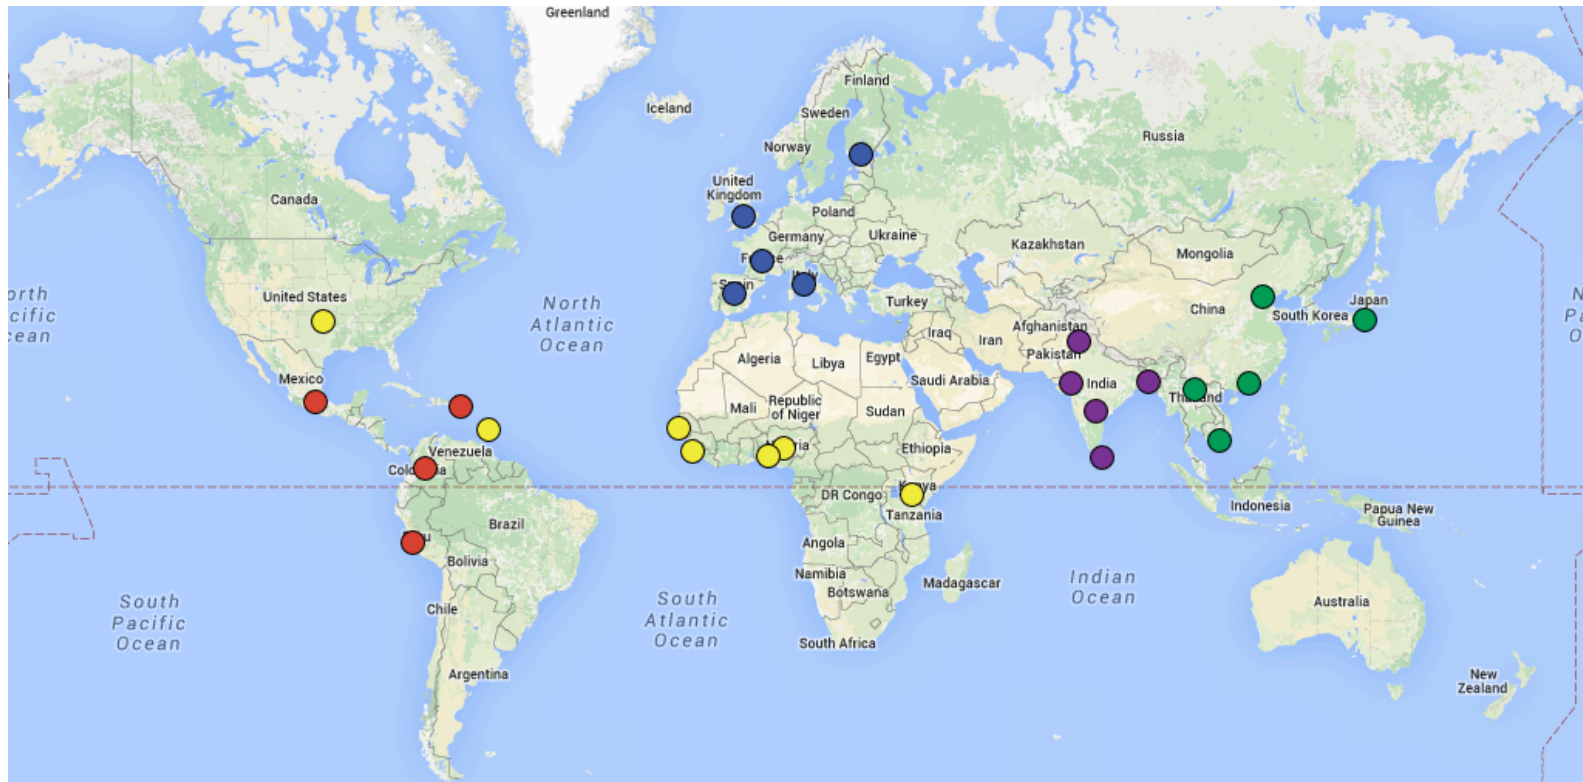 Greenland
Finland
Iceland
Sweden
Russia
Norway
United
Kingdom
Canada
Poland
Germany
Ukraine
Kazakhstan
Mongolia
United States
North
Atlantic
Ocean
Turkey
China
South Korea
Japan
Iraq
Iran
Afghanistan
Pakistan
Algeria
Libya
Egypt
Saudi Arabia
India
Mexico
Mali
Republic
of Niger
Sudan
Venezuela
Ethiopia
DR Congo
Tanzania
Indonesia
Papua New
Guinea
Brazil
Angola
Bolivia
Namibia
Botswana
Madagascar
Indian
Ocean
Australia
Chile
South
Pacific
Ocean
South
Atlantic
Ocean
South Africa
Argentina
New
Zealand